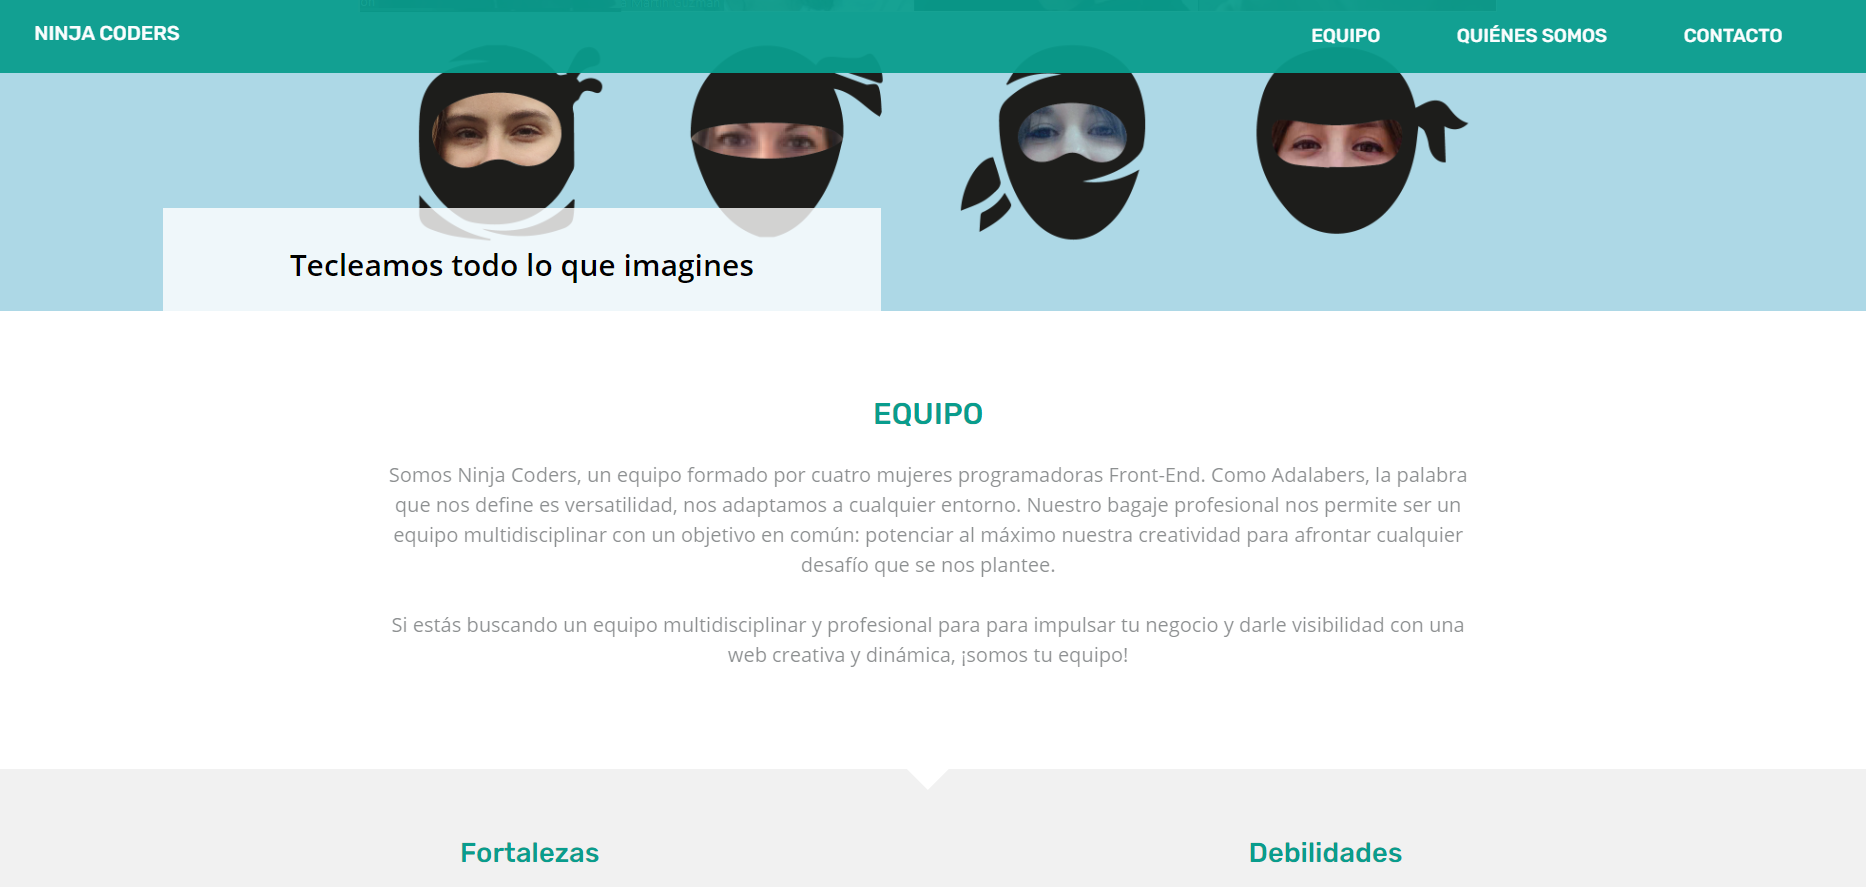 NINJA CODERS
EQUIPO
QUIÉNES SOMOS
CONTACTO
Tecleamos todo lo que imagines
EQUIPO
Somos Ninja Coders, un equipo formado por cuatro mujeres programadoras Front-End. Como Adalabers, la palabra
que nos define es versatilidad, nos adaptamos a cualquier entorno. Nuestro bagaje profesional nos permite ser un
equipo multidisciplinar con un objetivo en común: potenciar al máximo nuestra creatividad para afrontar cualquier
desafío que se nos plantee.
Si estás buscando un equipo multidisciplinar y profesional para para impulsar tu negocio y darle visibilidad con una
web creativa y dinámica, ¡somos tu equipo!
Fortalezas
Debilidades